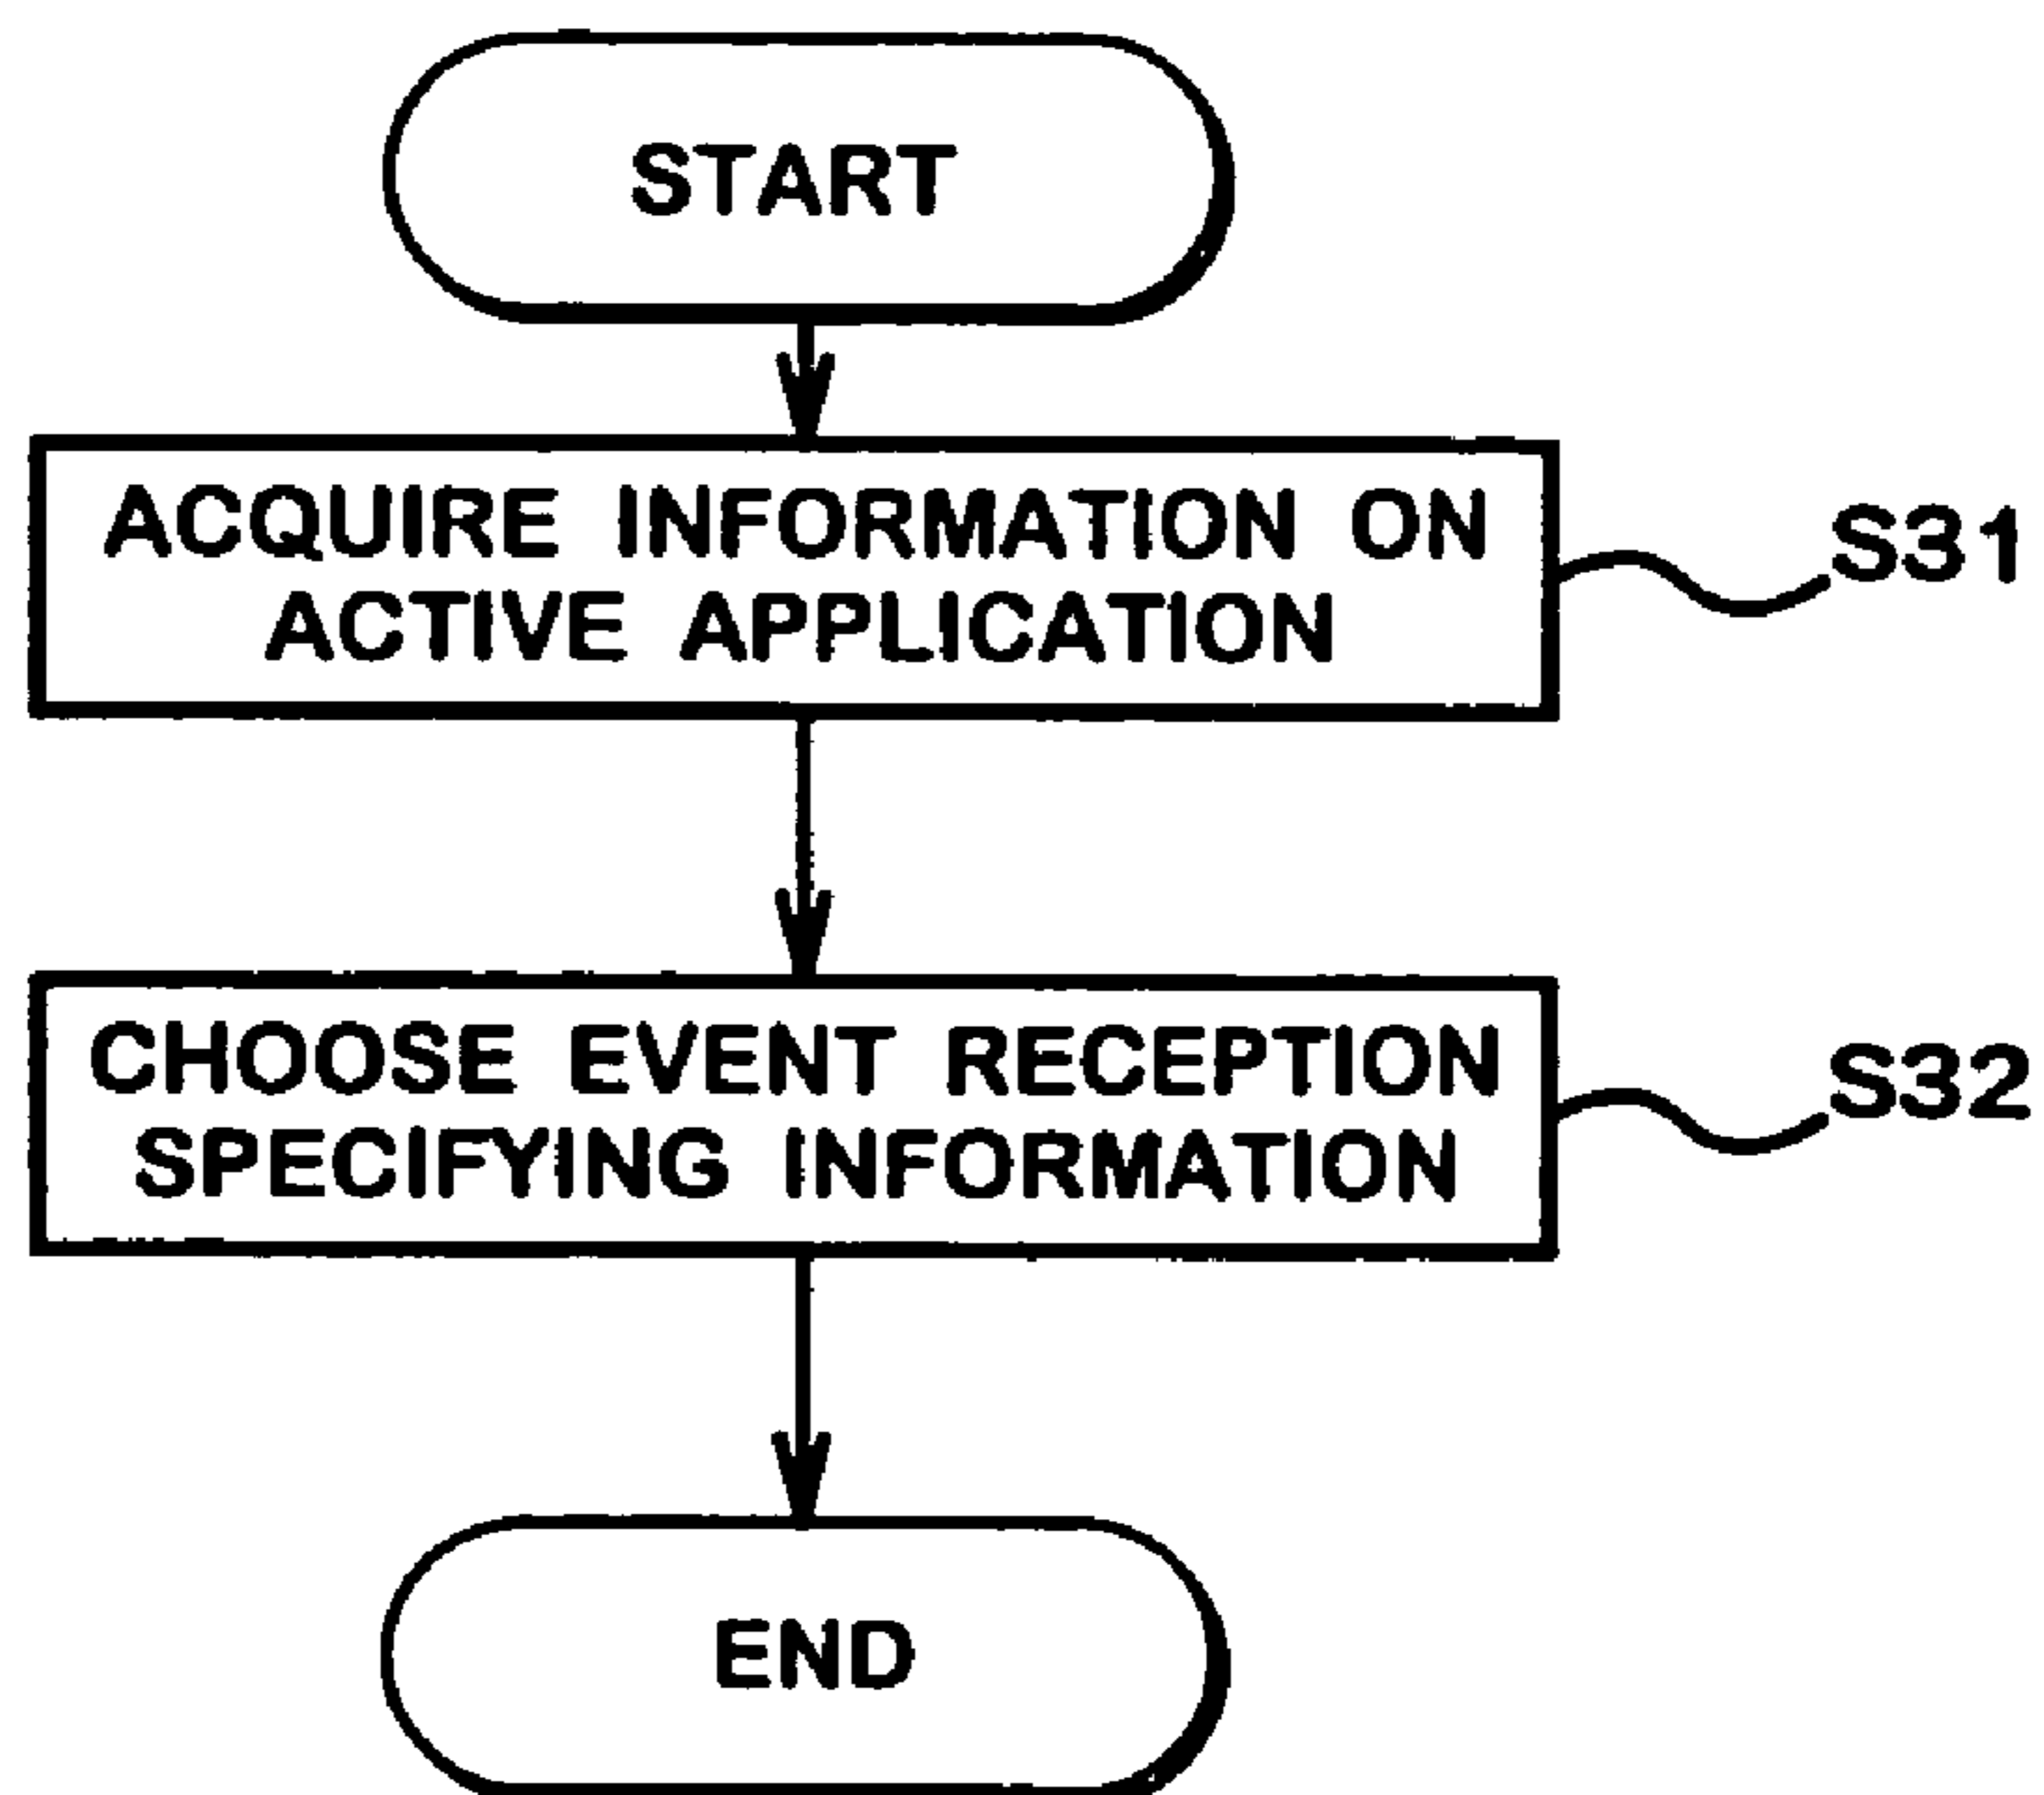 START
ACQUIRE INFORMATION ON
ACTIVE APPLICATION
S31
CHOOSE EVENT RECEPTION
SPECIFYING INFORMATION
S32
END